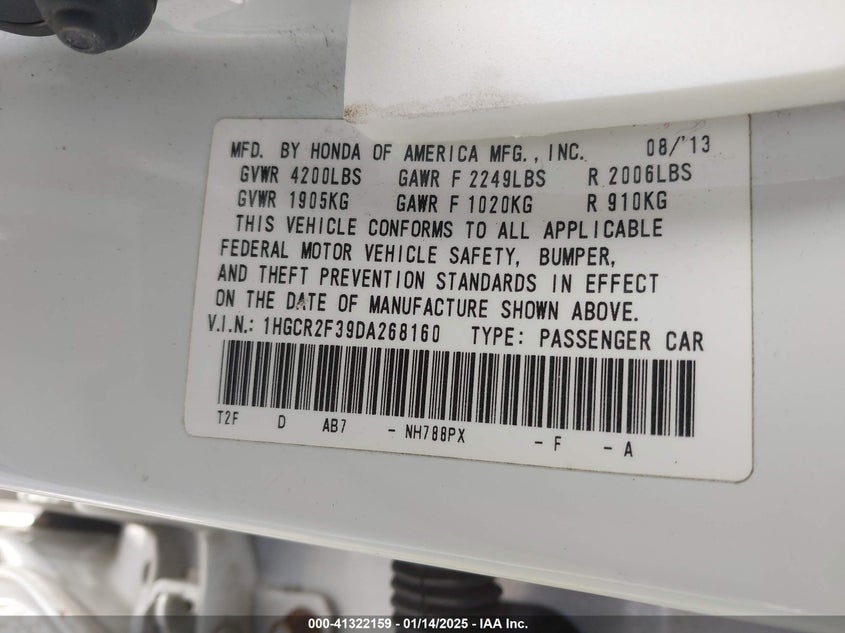 MFD. BY HONDA OF AMERICA MFG., INC. 08/'13
GVWR 4200LBS GAWR F 2249LBS R 2006LBS
GVWR 1905KG GAWR F 1020KG R 910KG
THIS VEHICLE CONFORMS TO ALL APPLICABLE
FEDERAL MOTOR VEHICLE SAFETY, BUMPER,
AND THEFT PREVENTION STANDARDS IN EFFECT
ON THE DATE OF MANUFACTURE SHOWN ABOVE.
V.I.N.: 1HGCR2F39DA268160 TYPE: PASSENGER CAR
T2F D AB7 - NH788PX - F - A
000-41322159 - 01/14/2025 - IAA Inc.